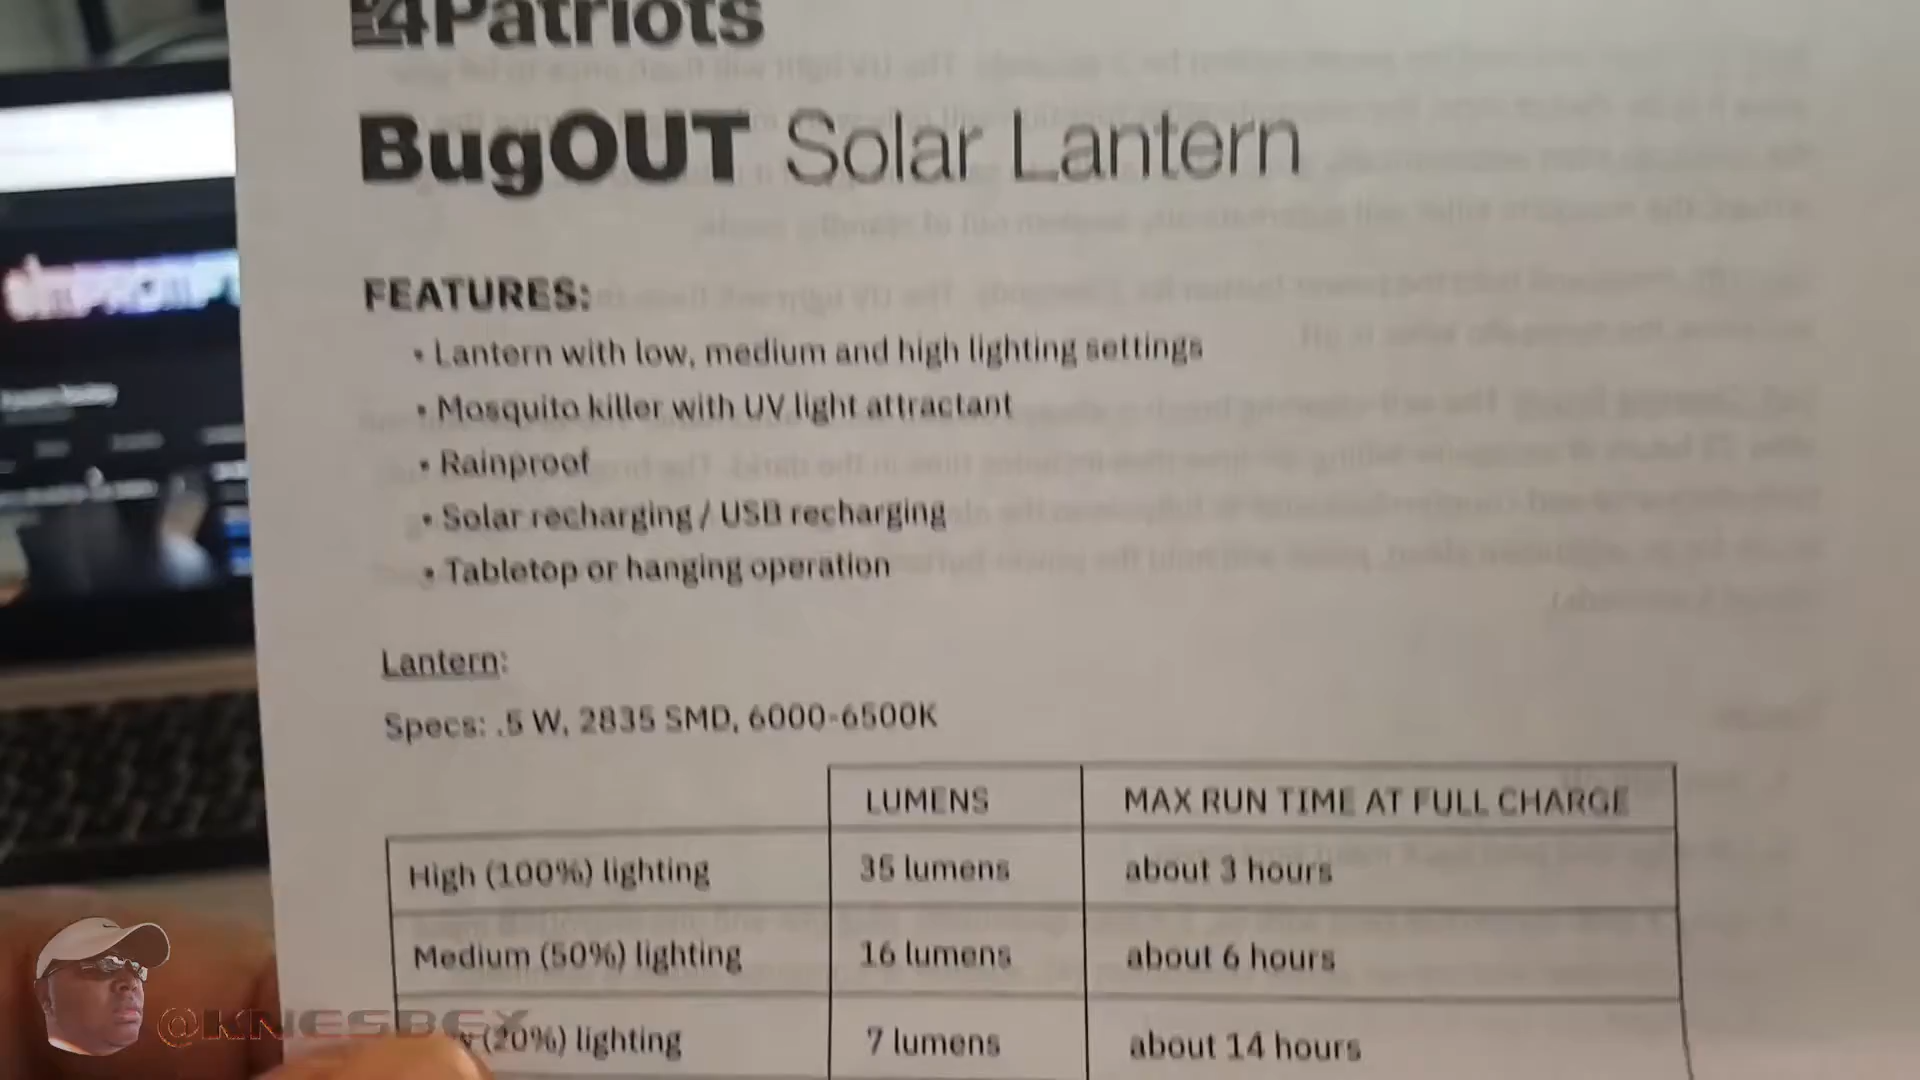 4Patriots
BugOUT Solar Lantern
FEATURES:
• Lantern with low, medium and high lighting settings
• Mosquito killer with UV light attractant
• Rainproof
• Solar recharging / USB recharging
• Tabletop or hanging operation
Lantern:
Specs: .5 W, 2835 SMD, 6000-6500K
LUMENS MAX RUN TIME AT FULL CHARGE
High (100%) lighting 35 lumens about 3 hours
Medium (50%) lighting 16 lumens about 6 hours
(20%) lighting 7 lumens about 14 hours
@KNESBEY